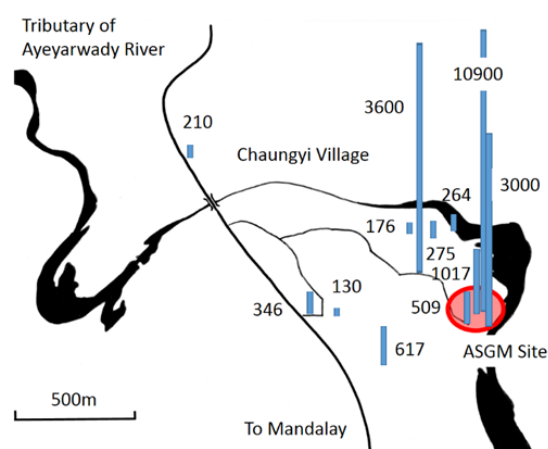 Tributary of
Ayeyarwady River
10900
3600
210
Chaungyi Village
3000
264
176
275
1017
130
346
509
617
ASGM Site
500m
To Mandalay